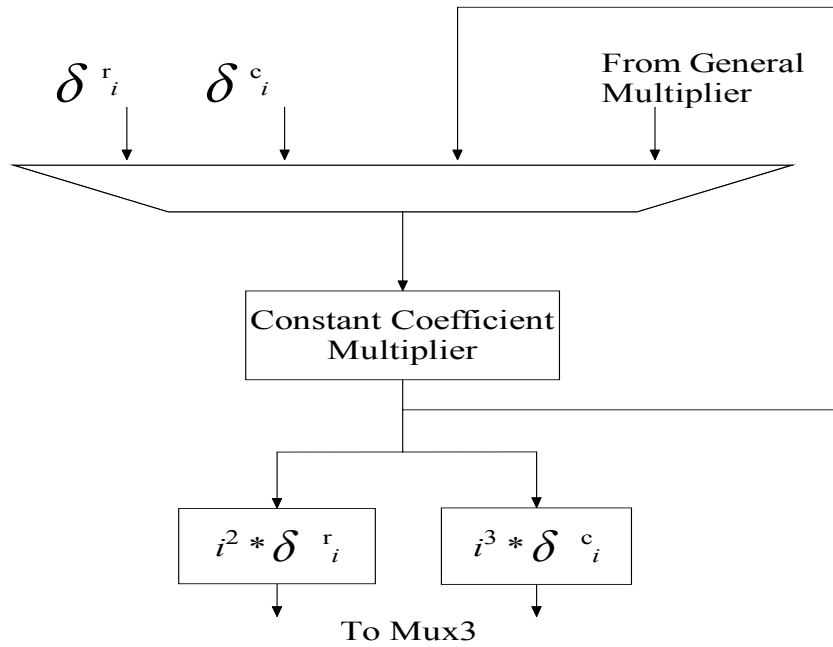 δ r i δ c i From General
Multiplier
Constant Coefficient
Multiplier
i² * δ r i i³ * δ c i
To Mux3